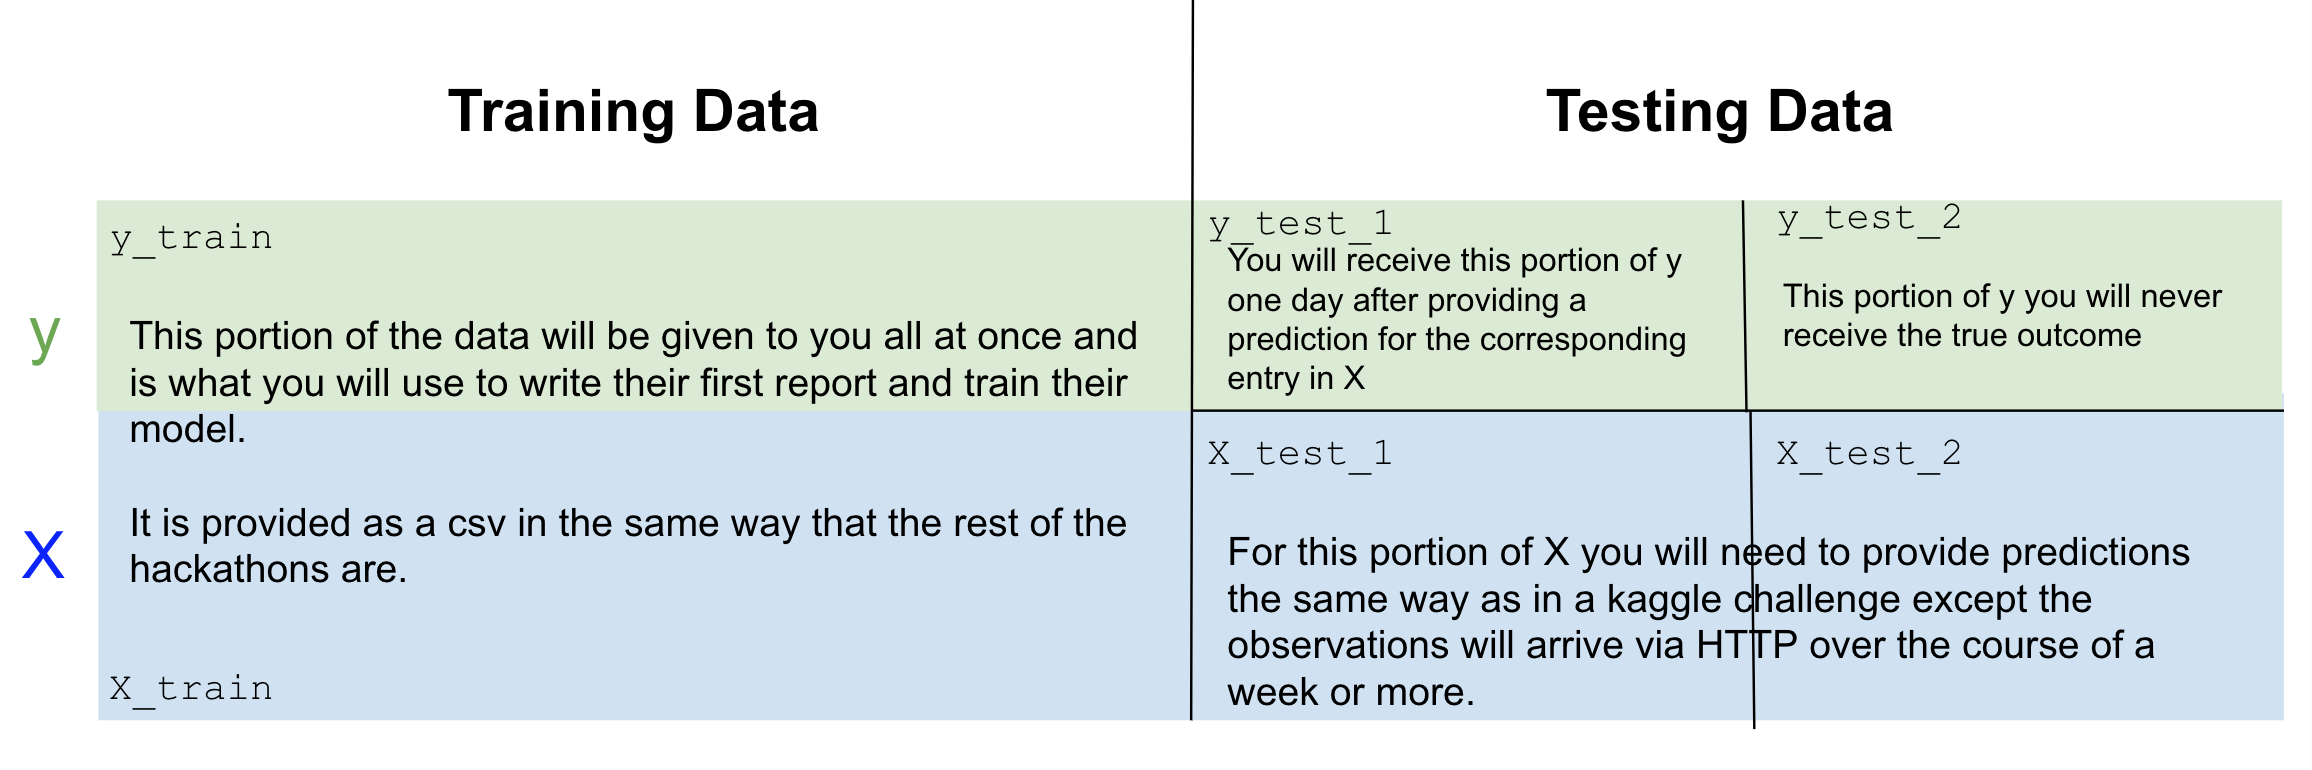 Training Data
Testing Data
y
y_train
This portion of the data will be given to you all at once and
is what you will use to write their first report and train their
model.
It is provided as a csv in the same way that the rest of the
hackathons are.
X
X_train
y_test_1
You will receive this portion of y
one day after providing a
prediction for the corresponding
entry in X
y_test_2
This portion of y you will never
receive the true outcome
X_test_1
X_test_2
For this portion of X you will need to provide predictions
the same way as in a kaggle challenge except the
observations will arrive via HTTP over the course of a
week or more.